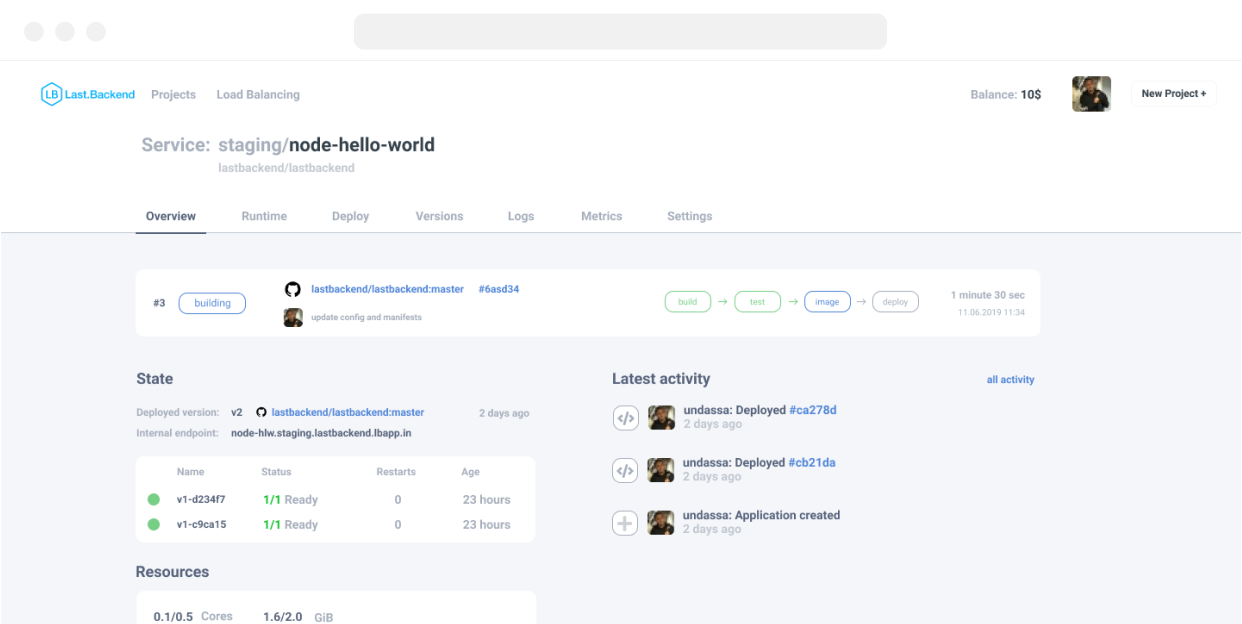 LB Last.Backend Projects Load Balancing Balance: 10$ New Project +
Service: staging/node-hello-world
lastbackend/lastbackend
Overview Runtime Deploy Versions Logs Metrics Settings
#3 building lastbackend/lastbackend:master #6asd34 build test image deploy 1 minute 30 sec
update config and manifests 11.06.2019 11:34
State
Deployed version: v2 lastbackend/lastbackend:master 2 days ago
Internal endpoint: node-hlw.staging.lastbackend.lbapp.in
Name Status Restarts Age
v1-d234f7 1/1 Ready 0 23 hours
v1-c9ca15 1/1 Ready 0 23 hours
Resources
0.1/0.5 Cores 1.6/2.0 GiB
Latest activity all activity
undassa: Deployed #ca278d
2 days ago
undassa: Deployed #cb21da
2 days ago
undassa: Application created
2 days ago